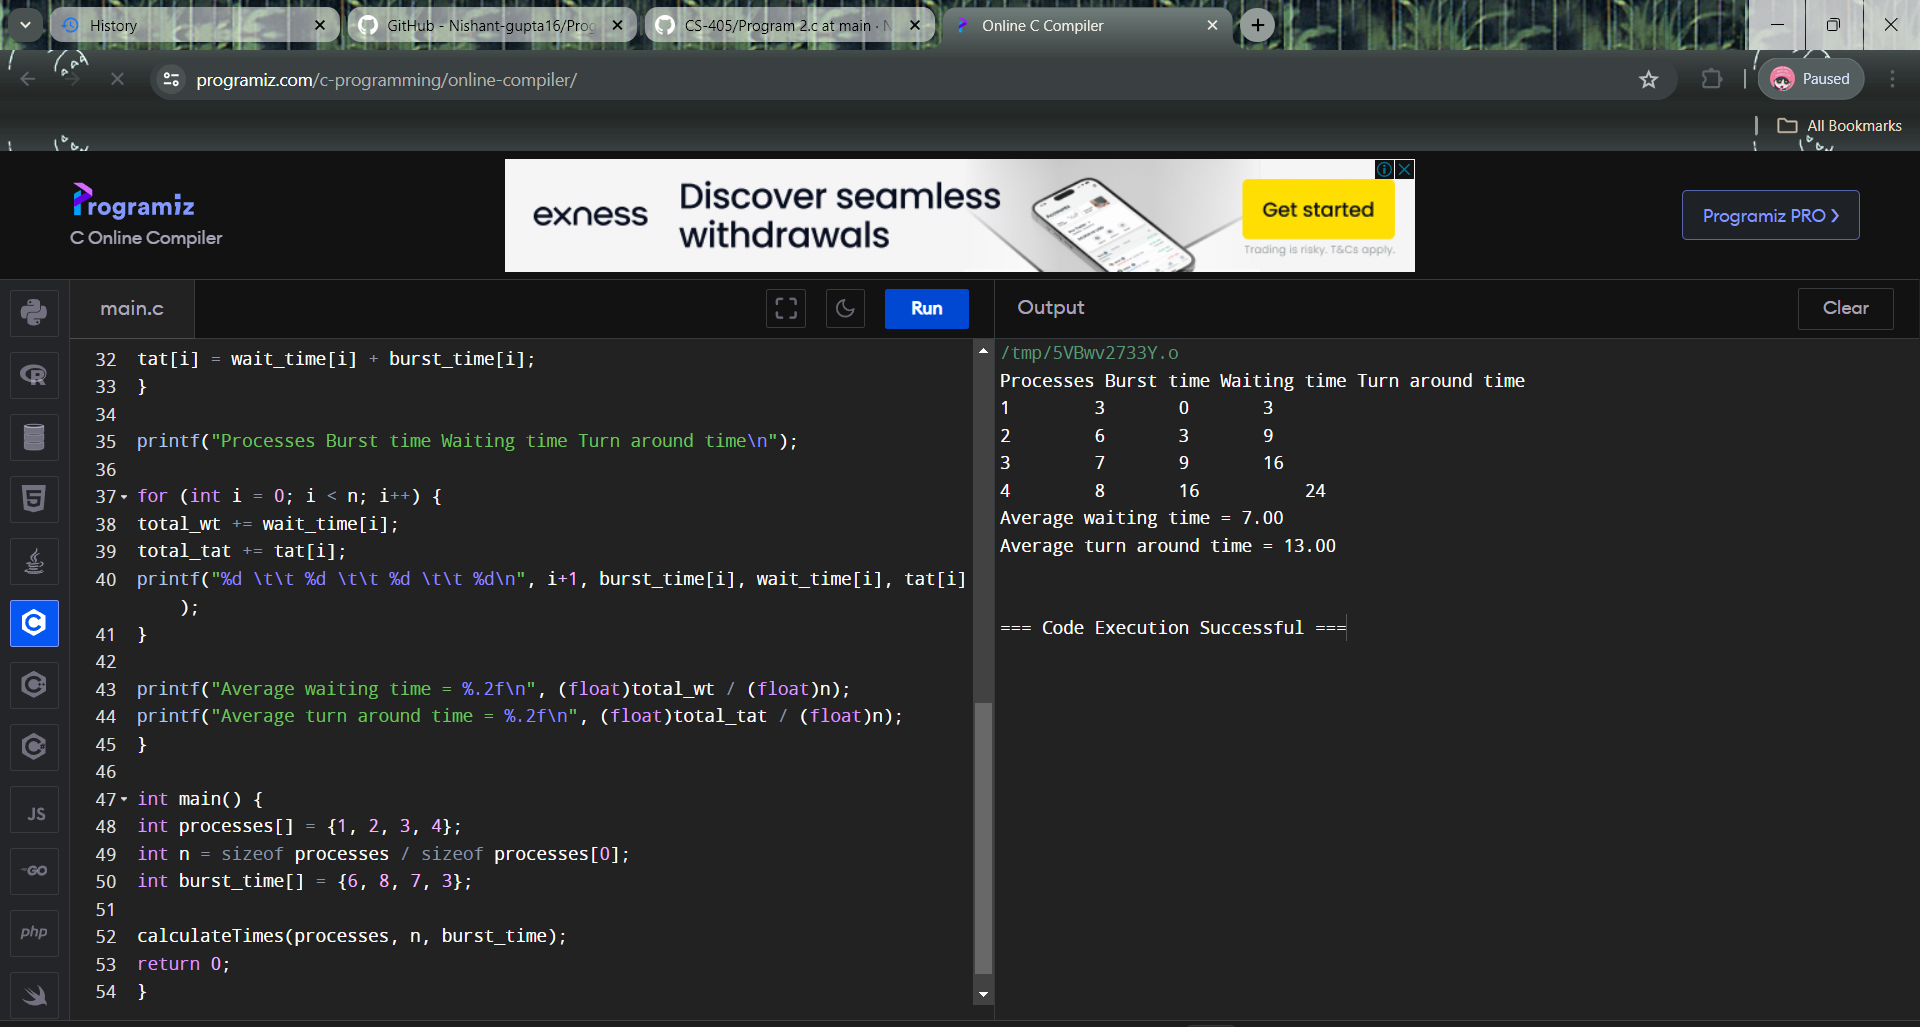 History
GitHub - Nishant-gupta16/Prog
CS-405/Program 2.c at main · N
Online C Compiler
programiz.com/c-programming/online-compiler/
Paused
All Bookmarks
Programiz
C Online Compiler
exness
Discover seamless
withdrawals
Get started
Trading is risky. T&Cs apply.
Programiz PRO >
main.c
Run
Output
Clear
32 tat[i] = wait_time[i] + burst_time[i];
33 }
34
35 printf("Processes Burst time Waiting time Turn around time\n");
36
37 for (int i = 0; i < n; i++) {
38 total_wt += wait_time[i];
39 total_tat += tat[i];
40 printf("%d \t\t %d \t\t %d \t\t %d\n", i+1, burst_time[i], wait_time[i], tat[i]
);
41 }
42
43 printf("Average waiting time = %.2f\n", (float)total_wt / (float)n);
44 printf("Average turn around time = %.2f\n", (float)total_tat / (float)n);
45 }
46
47 int main() {
48 int processes[] = {1, 2, 3, 4};
49 int n = sizeof processes / sizeof processes[0];
50 int burst_time[] = {6, 8, 7, 3};
51
52 calculateTimes(processes, n, burst_time);
53 return 0;
54 }
/tmp/5VBwv2733Y.o
Processes Burst time Waiting time Turn around time
1 3 0 3
2 6 3 9
3 7 9 16
4 8 16 24
Average waiting time = 7.00
Average turn around time = 13.00
=== Code Execution Successful ===
JS
GO
php